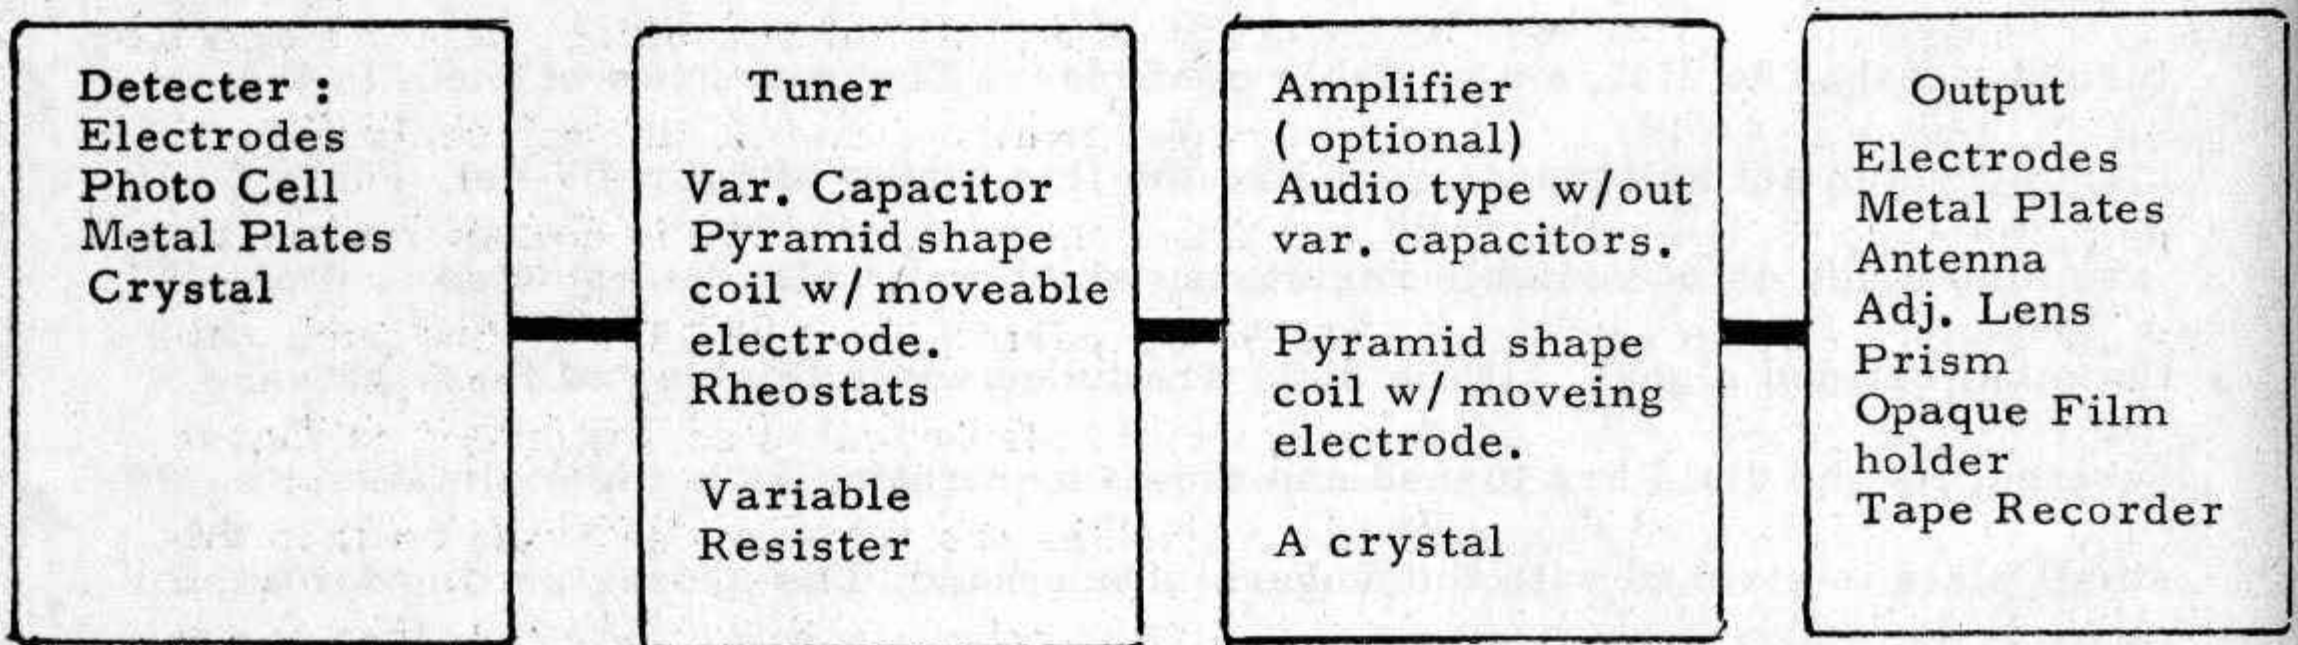 Detecter :
Electrodes
Photo Cell
Metal Plates
Crystal
Tuner
Var. Capacitor
Pyramid shape
coil w/ moveable
electrode.
Rheostats
Variable
Resister
Amplifier
( optional)
Audio type w/out
var. capacitors.
Pyramid shape
coil w/ moveing
electrode.
A crystal
Output
Electrodes
Metal Plates
Antenna
Adj. Lens
Prism
Opaque Film
holder
Tape Recorder